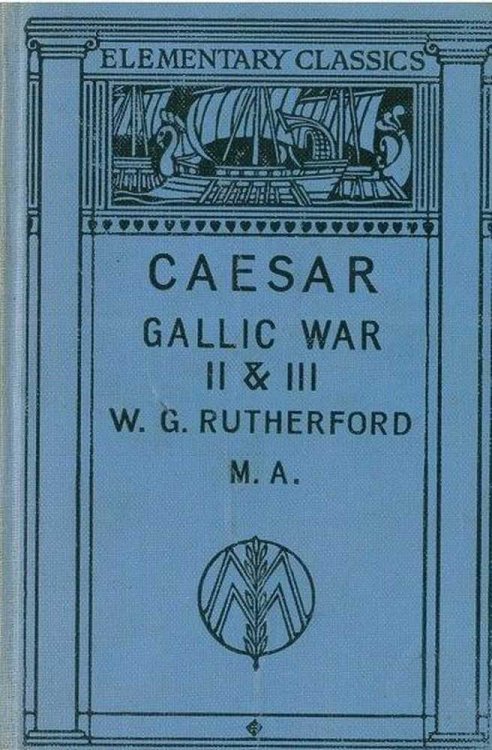 ELEMENTARY CLASSICS
CAESAR
GALLIC WAR
II & III
W. G. RUTHERFORD
M. A.